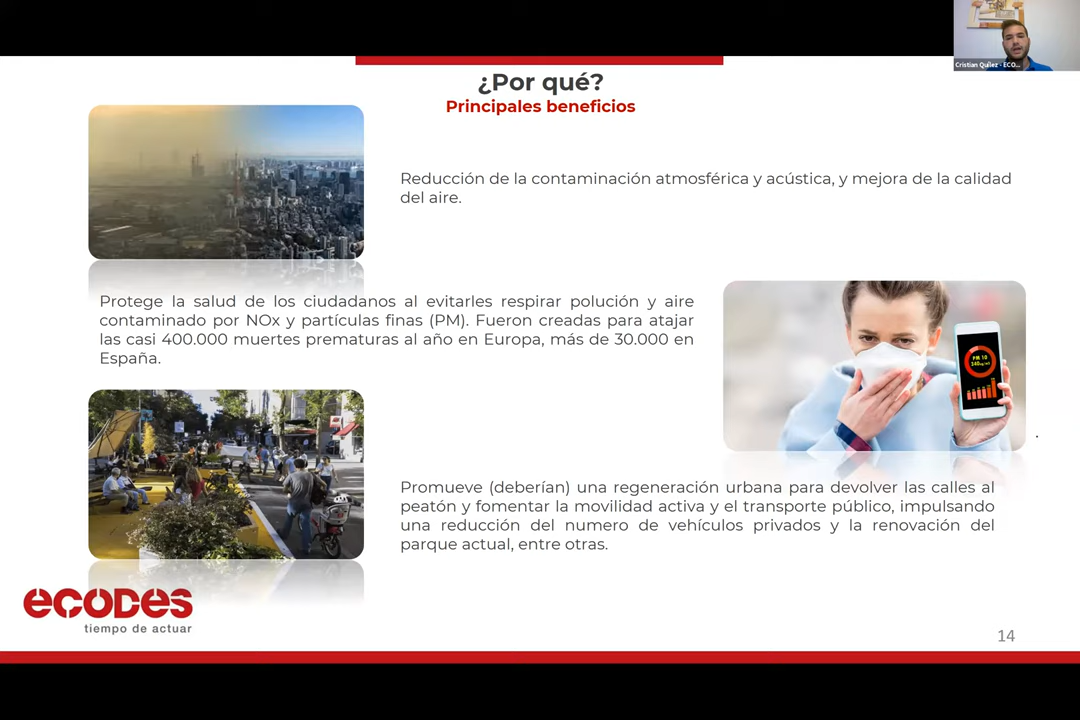 Cristian Quílez - ECO...
¿Por qué?
Principales beneficios
Reducción de la contaminación atmosférica y acústica, y mejora de la calidad
del aire.
Protege la salud de los ciudadanos al evitarles respirar polución y aire
contaminado por NOx y partículas finas (PM). Fueron creadas para atajar
las casi 400.000 muertes prematuras al año en Europa, más de 30.000 en
España.
PM 10
Promueve (deberían) una regeneración urbana para devolver las calles al
peatón y fomentar la movilidad activa y el transporte público, impulsando
una reducción del numero de vehículos privados y la renovación del
parque actual, entre otras.
ecodes
tiempo de actuar
14